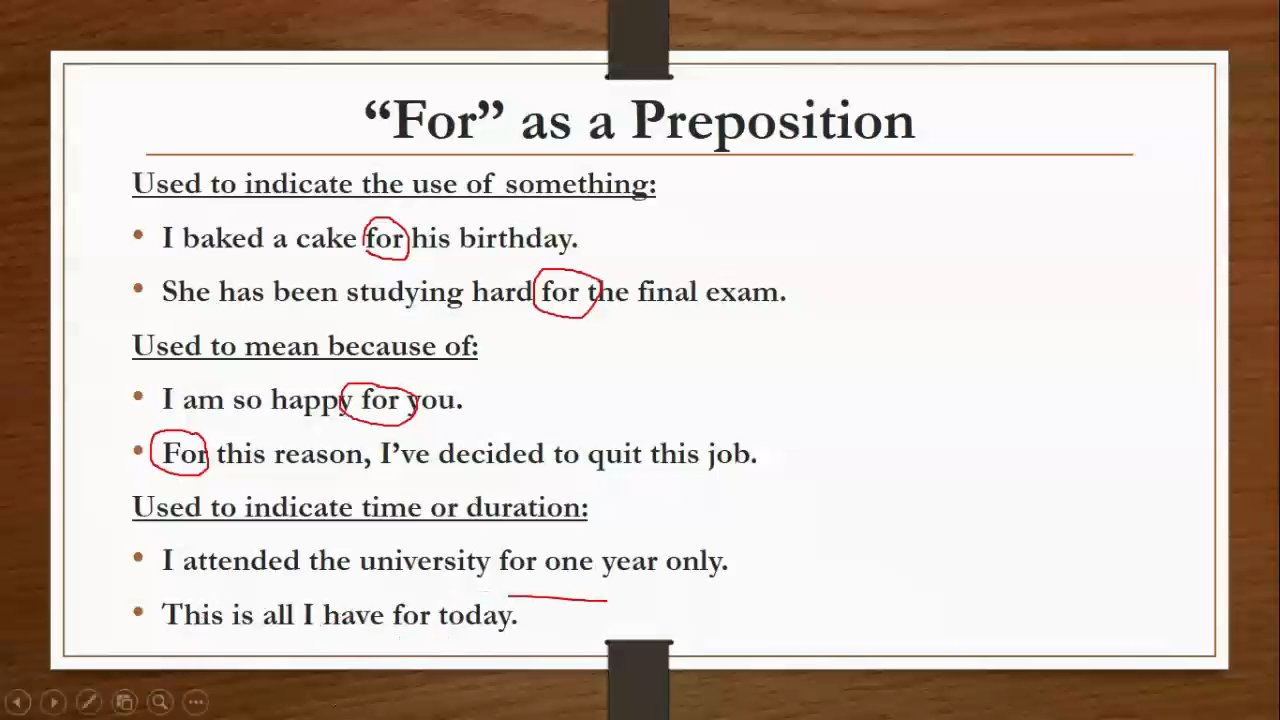 “For” as a Preposition
Used to indicate the use of something:
• I baked a cake for his birthday.
• She has been studying hard for the final exam.
Used to mean because of:
• I am so happy for you.
• For this reason, I’ve decided to quit this job.
Used to indicate time or duration:
• I attended the university for one year only.
• This is all I have for today.